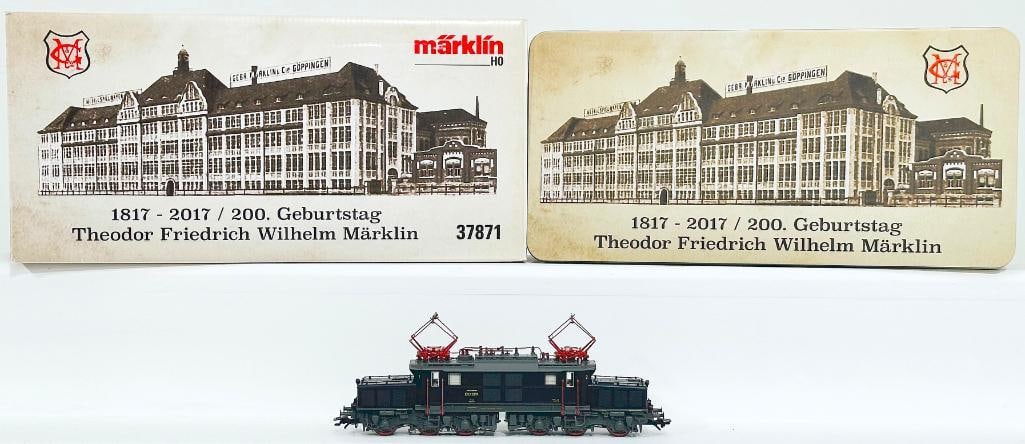 märklin
H0
GEBR. MÄRKLIN & Cie GÖPPINGEN
1817 - 2017 / 200. Geburtstag
Theodor Friedrich Wilhelm Märklin
37871
GEBR. MÄRKLIN & Cie GÖPPINGEN
1817 - 2017 / 200. Geburtstag
Theodor Friedrich Wilhelm Märklin